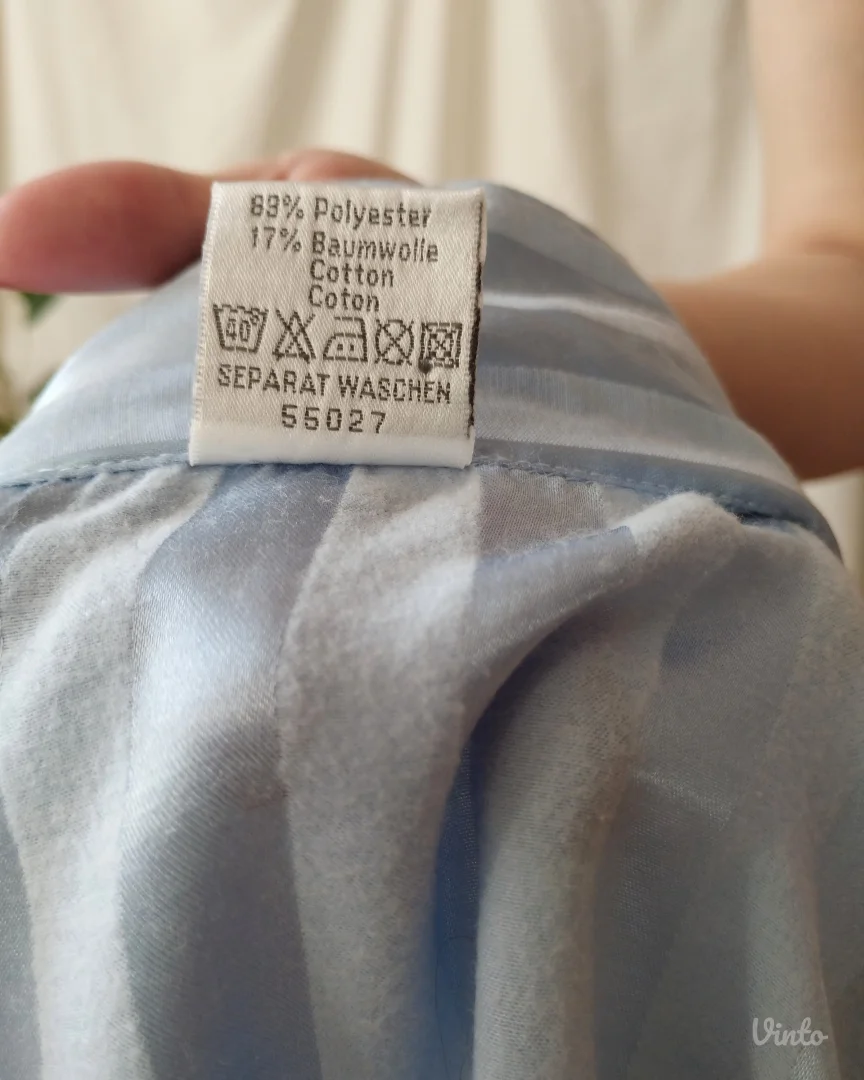 83% Polyester
17% Baumwolle
Cotton
Coton
40°
SEPARAT WASCHEN
55027
Vinto